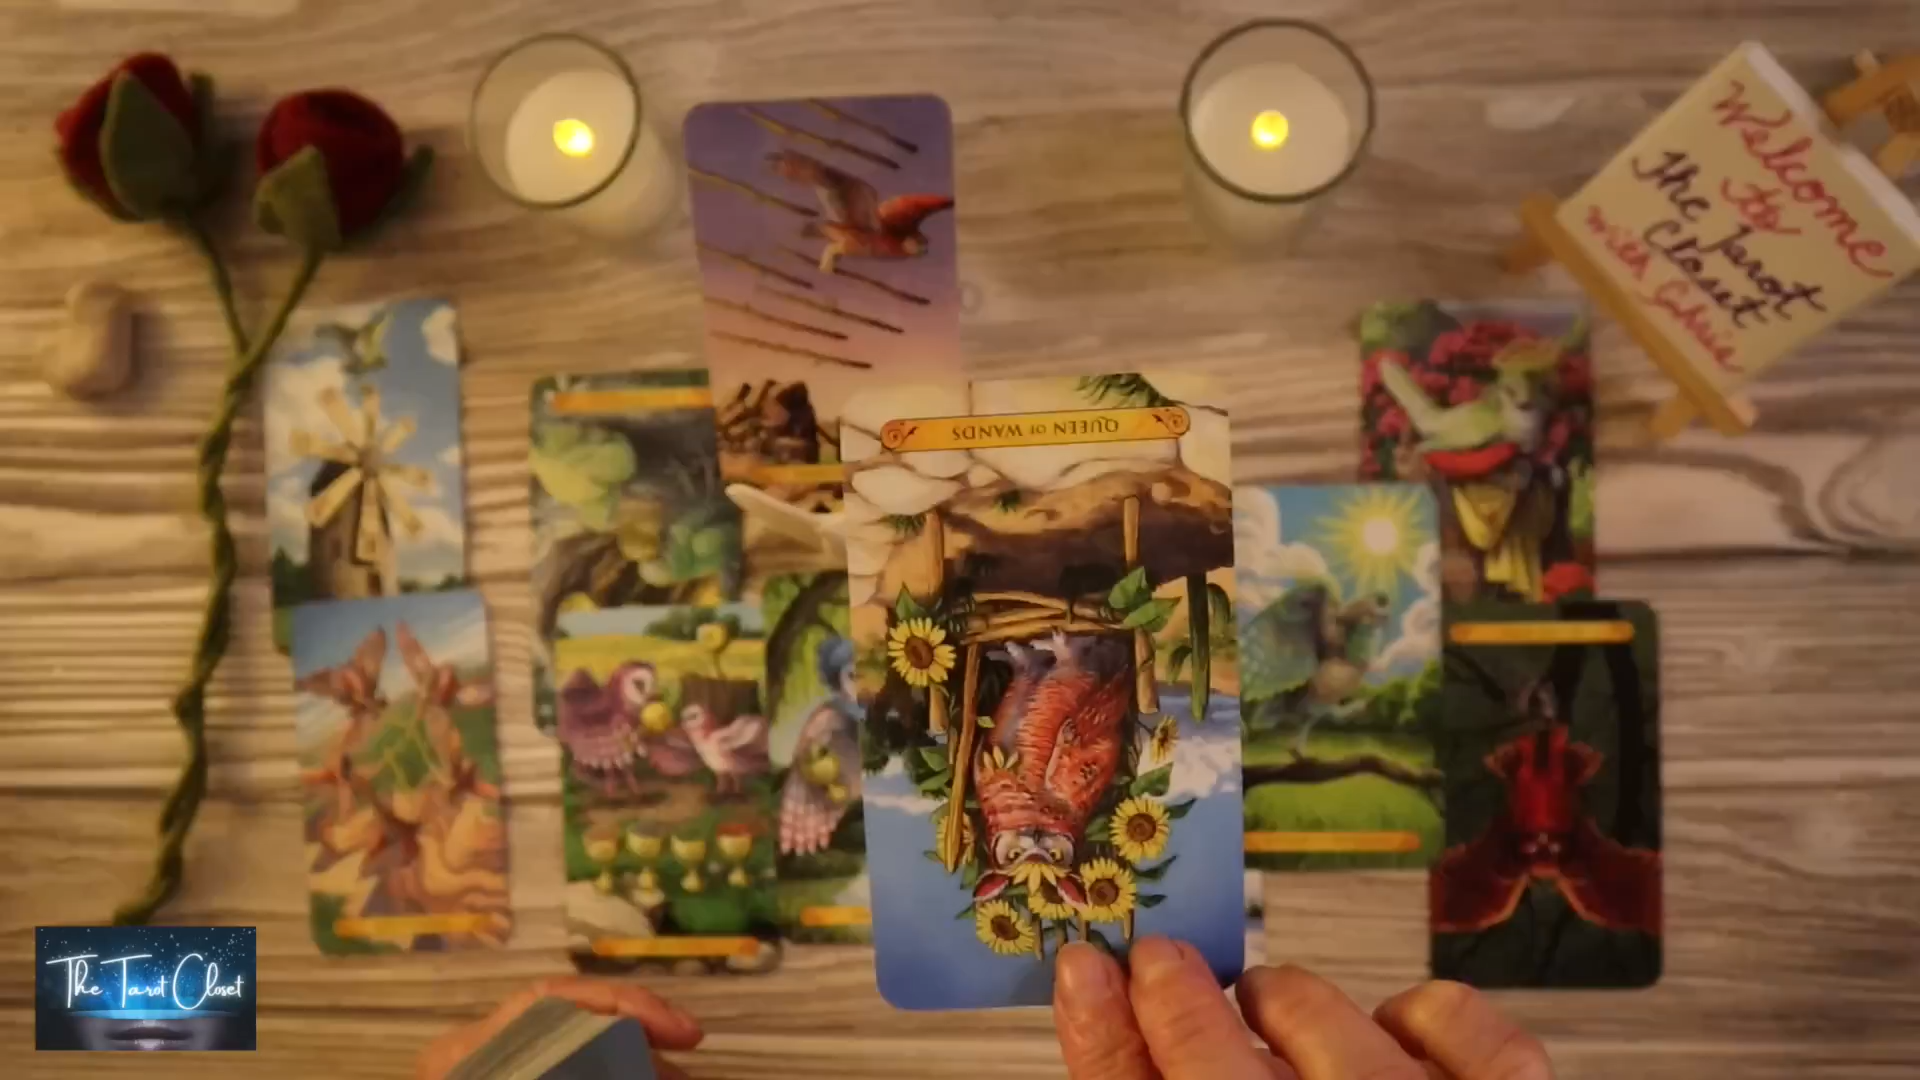 Welcome
to
The Tarot
Closet
with
QUEEN OF WANDS
The Tarot Closet